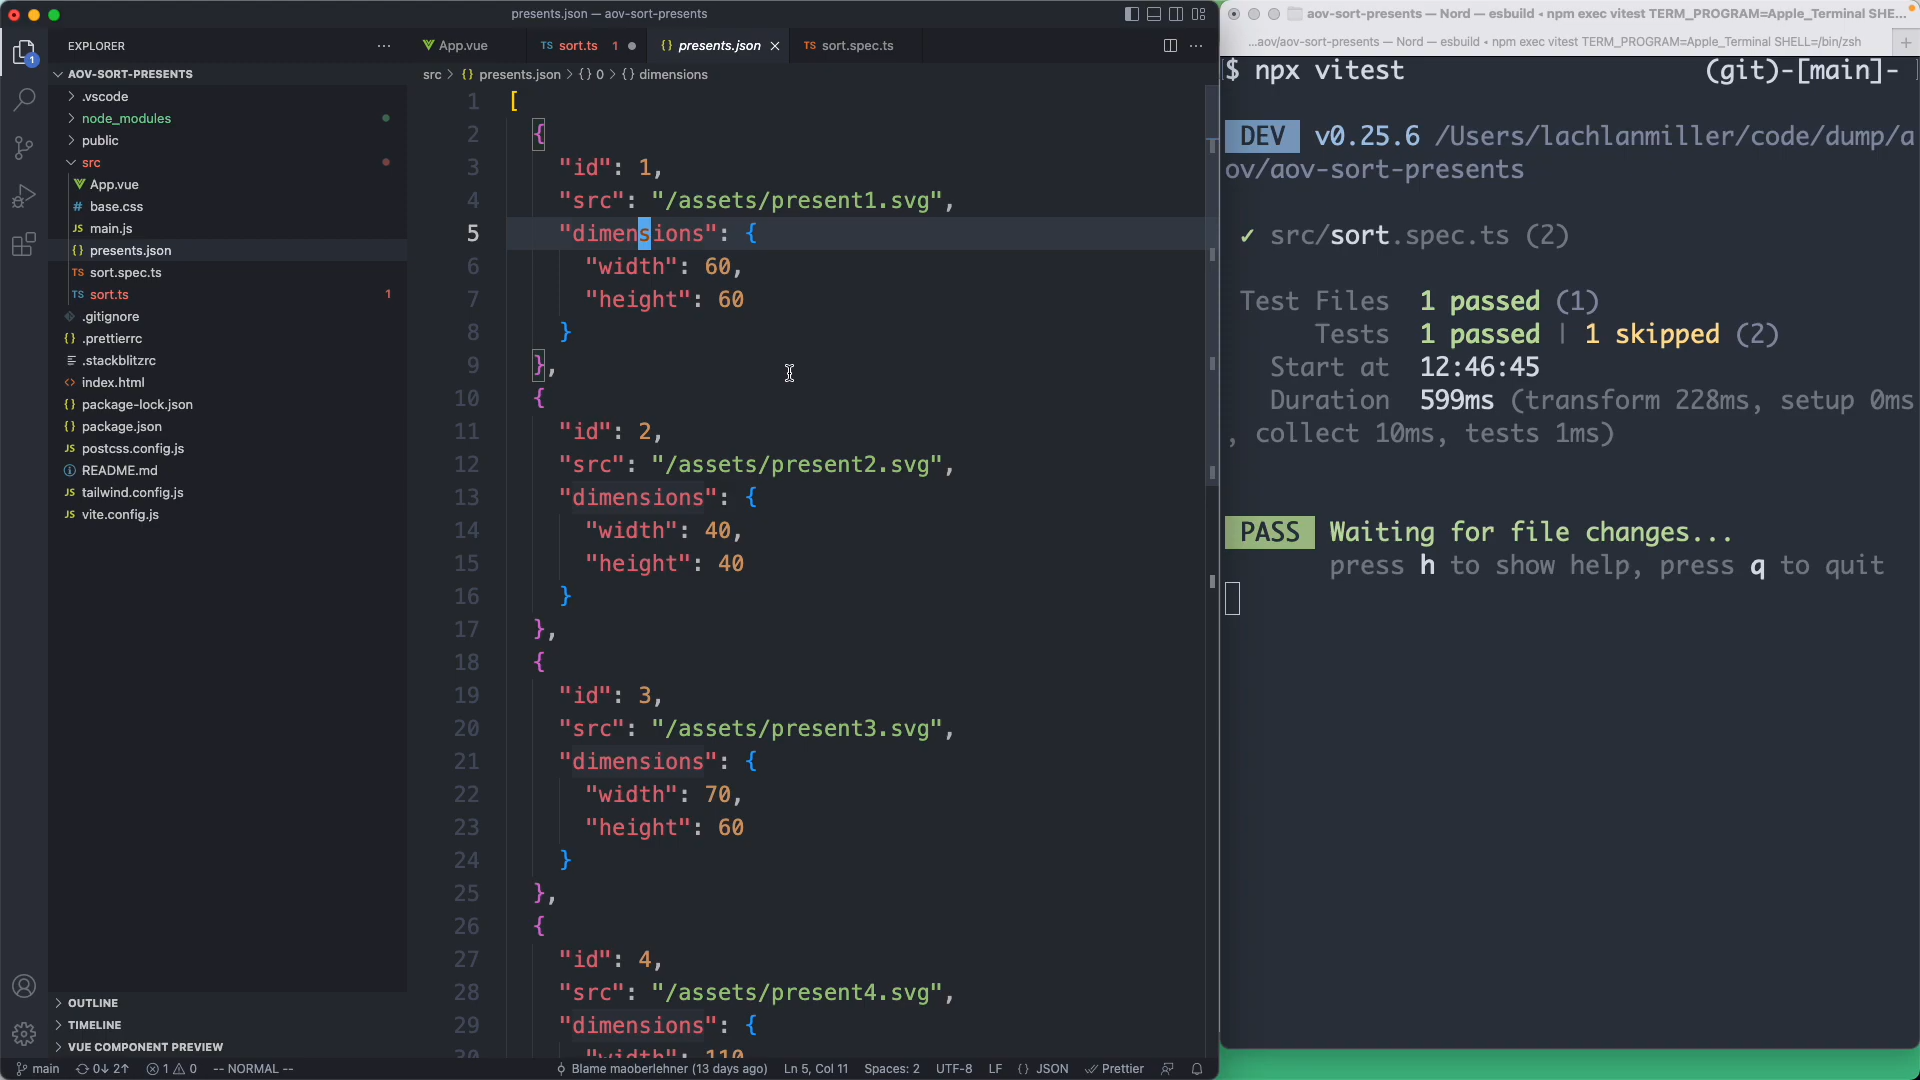 presents.json — aov-sort-presents
EXPLORER
AOV-SORT-PRESENTS
.vscode
node_modules
public
src
App.vue
# base.css
JS main.js
{} presents.json
TS sort.spec.ts
TS sort.ts 1
.gitignore
{} .prettierrc
.stackblitzrc
<> index.html
{} package-lock.json
{} package.json
JS postcss.config.js
README.md
JS tailwind.config.js
JS vite.config.js
OUTLINE
TIMELINE
VUE COMPONENT PREVIEW
1
App.vue
TS sort.ts 1
{} presents.json
TS sort.spec.ts
src > {} presents.json > {} 0 > {} dimensions
1 [
2 {
3 "id": 1,
4 "src": "/assets/present1.svg",
5 "dimensions": {
6 "width": 60,
7 "height": 60
8 }
9 },
10 {
11 "id": 2,
12 "src": "/assets/present2.svg",
13 "dimensions": {
14 "width": 40,
15 "height": 40
16 }
17 },
18 {
19 "id": 3,
20 "src": "/assets/present3.svg",
21 "dimensions": {
22 "width": 70,
23 "height": 60
24 }
25 },
26 {
27 "id": 4,
28 "src": "/assets/present4.svg",
29 "dimensions": {
30 "width": 110
main 0↓ 2↑ 1 0 -- NORMAL --
Blame maoberlehner (13 days ago) Ln 5, Col 11 Spaces: 2 UTF-8 LF {} JSON Prettier
aov-sort-presents — Nord — esbuild ◂ npm exec vitest TERM_PROGRAM=Apple_Terminal SHE...
...aov/aov-sort-presents — Nord — esbuild ◂ npm exec vitest TERM_PROGRAM=Apple_Terminal SHELL=/bin/zsh
$ npx vitest (git)-[main]-
DEV v0.25.6 /Users/lachlanmiller/code/dump/a
ov/aov-sort-presents
✓ src/sort.spec.ts (2)
Test Files 1 passed (1)
Tests 1 passed | 1 skipped (2)
Start at 12:46:45
Duration 599ms (transform 228ms, setup 0ms
, collect 10ms, tests 1ms)
PASS Waiting for file changes...
press h to show help, press q to quit